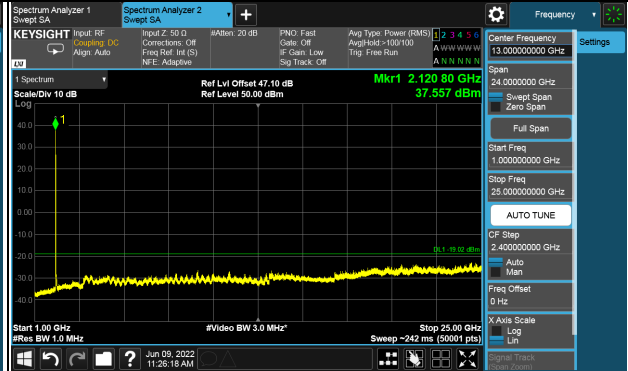 Spectrum Analyzer 1
Swept SA
Spectrum Analyzer 2
Swept SA
Frequency
KEYSIGHT
Input: RF
Coupling: DC
Align: Auto
Input Z: 50 Ω
Corrections: Off
Freq Ref: Int (S)
NFE: Adaptive
#Atten: 20 dB
PNO: Fast
Gate: Off
IF Gain: Low
Sig Track: Off
Avg Type: Power (RMS)
Avg|Hold:>100/100
Trig: Free Run
1 2 3 4 5 6
A W W W W W
A N N N N N
LXI
1 Spectrum
Scale/Div 10 dB
Ref Lvl Offset 47.10 dB
Ref Level 50.00 dBm
Mkr1 2.120 80 GHz
37.557 dBm
Log
1
40.0
30.0
20.0
10.0
0.00
-10.0
-20.0
-30.0
-40.0
DL1 -19.02 dBm
Start 1.00 GHz
#Res BW 1.0 MHz
#Video BW 3.0 MHz*
Stop 25.00 GHz
Sweep ~242 ms (50001 pts)
Jun 09, 2022
11:26:18 AM
?
Center Frequency
13.000000000 GHz
Settings
Span
24.0000000 GHz
Swept Span
Zero Span
Full Span
Start Freq
1.000000000 GHz
Stop Freq
25.000000000 GHz
AUTO TUNE
CF Step
2.400000000 GHz
Auto
Man
Freq Offset
0 Hz
X Axis Scale
Log
Lin
Signal Track
(Span Zoom)